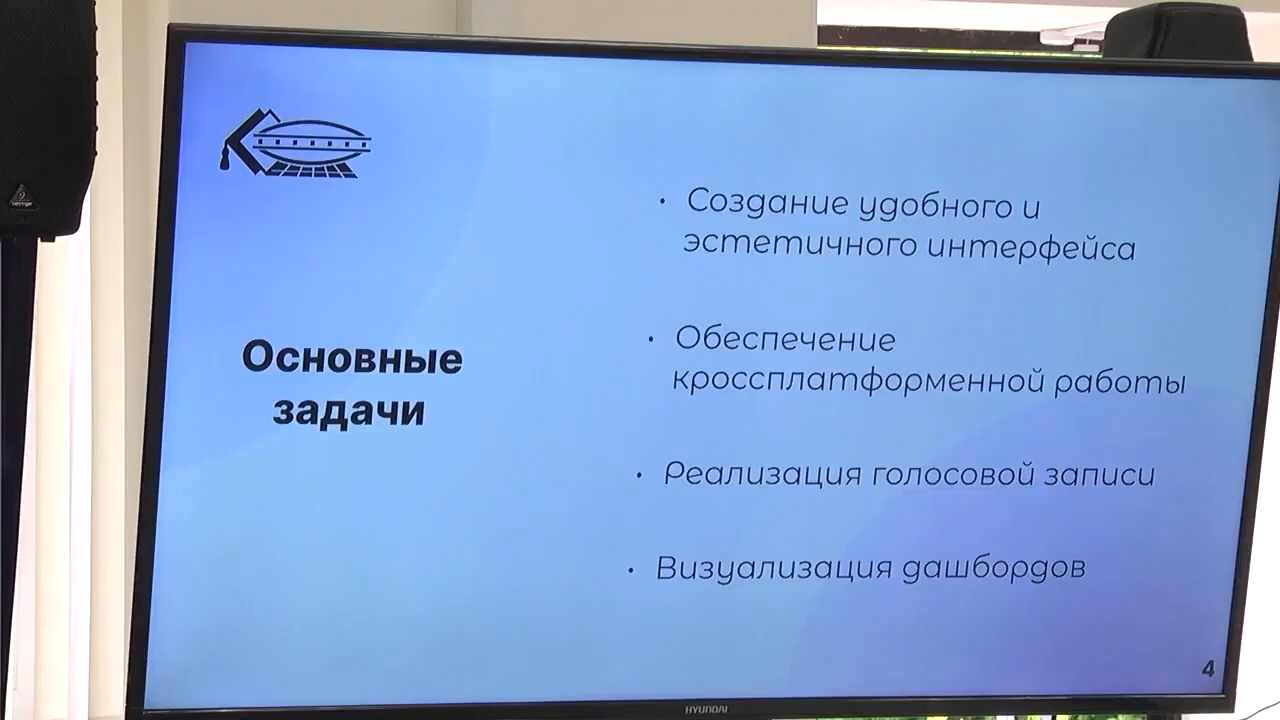 Основные
задачи
• Создание удобного и
эстетичного интерфейса
• Обеспечение
кроссплатформенной работы
• Реализация голосовой записи
• Визуализация дашбордов
4
HYUNDAI